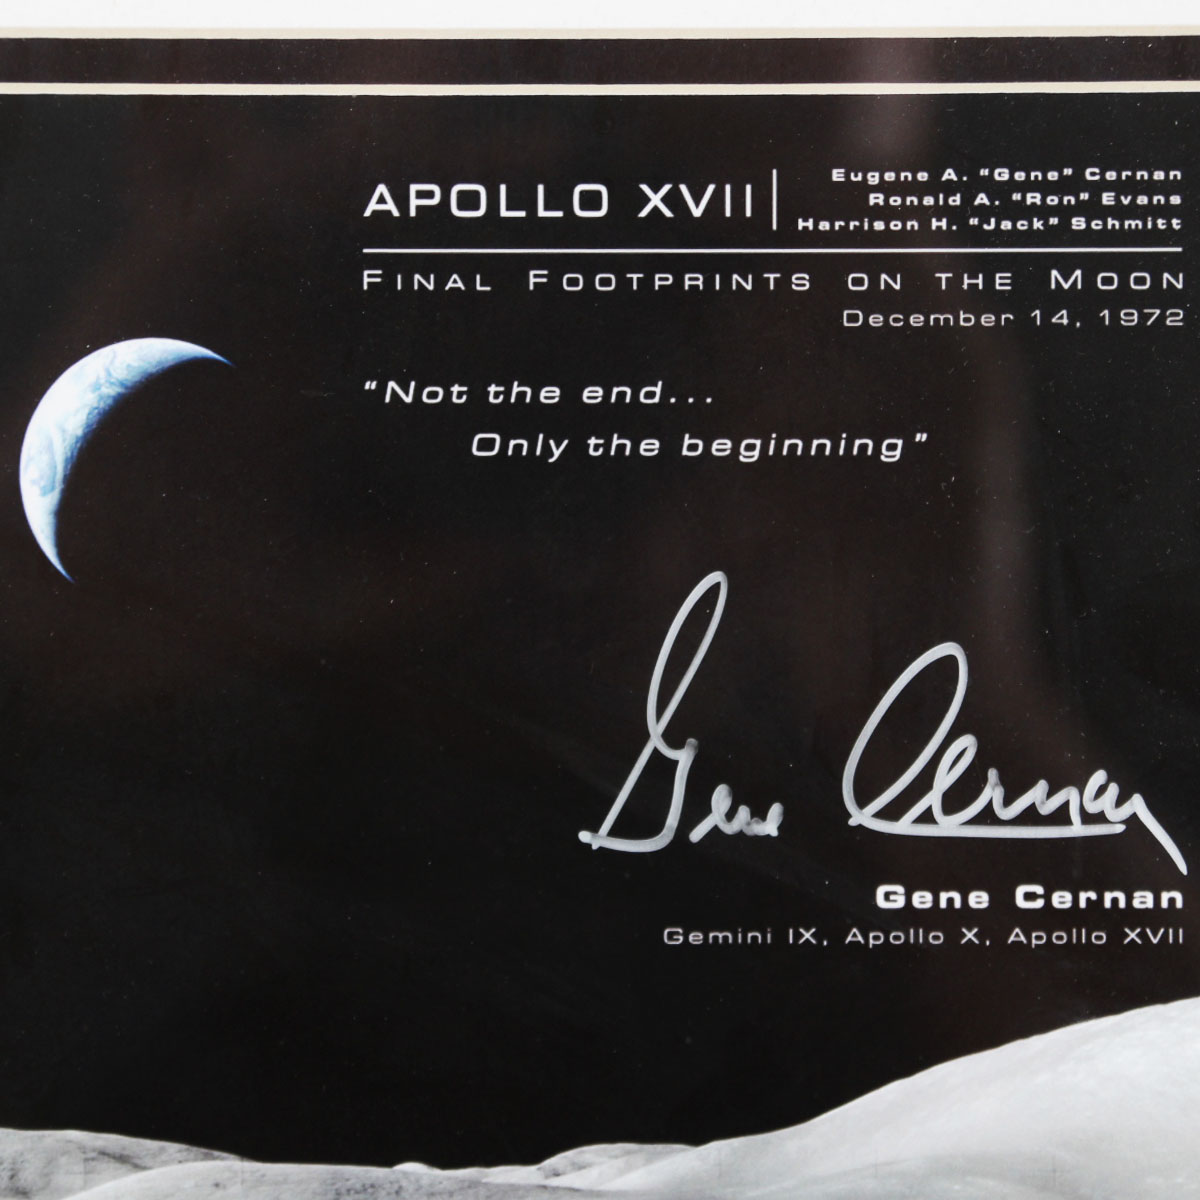 APOLLO XVII
Eugene A. "Gene" Cernan
Ronald A. "Ron" Evans
Harrison H. "Jack" Schmitt
FINAL FOOTPRINTS ON THE MOON
December 14, 1972
"Not the end...
Only the beginning"
Gene Cernan
Gene Cernan
Gemini IX, Apollo X, Apollo XVII